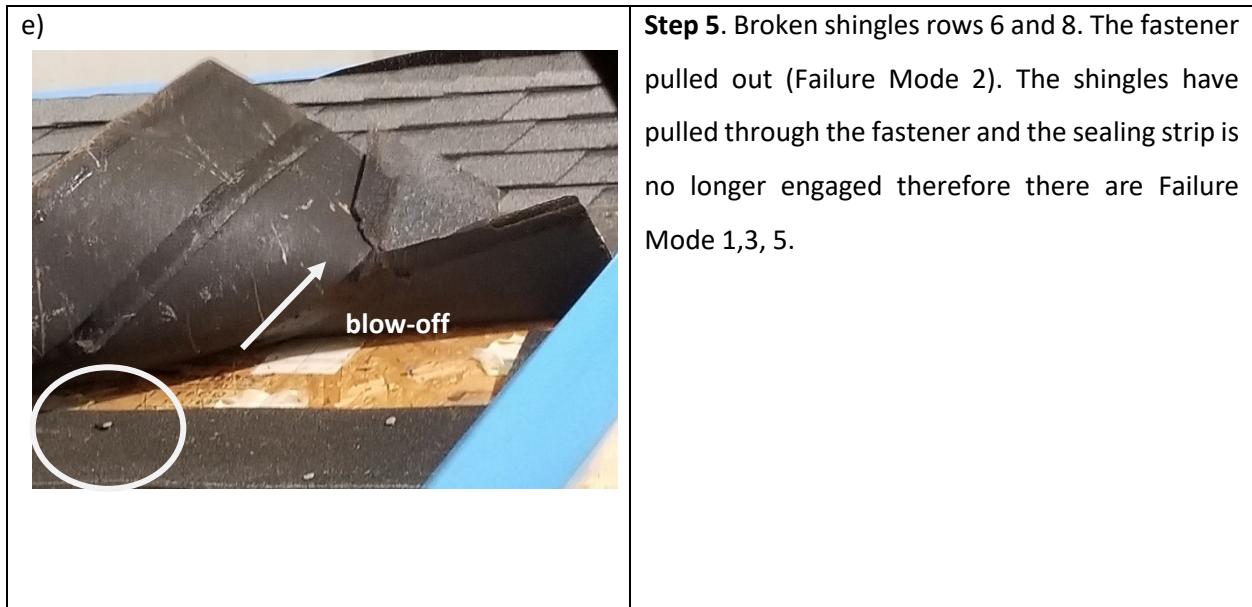 e)
blow-off
Step 5. Broken shingles rows 6 and 8. The fastener
pulled out (Failure Mode 2). The shingles have
pulled through the fastener and the sealing strip is
no longer engaged therefore there are Failure
Mode 1,3, 5.